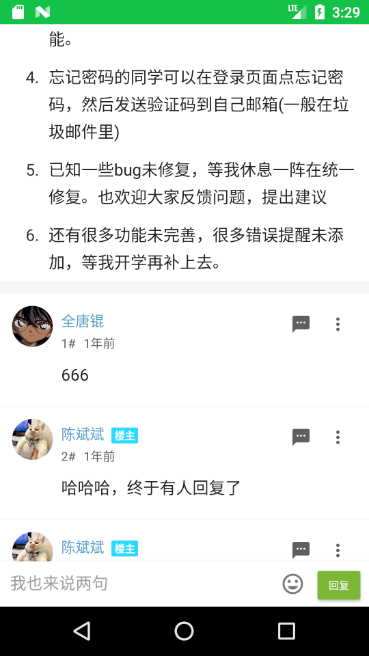 LTE 3:29
能。
4. 忘记密码的同学可以在登录页面点忘记密
码，然后发送验证码到自己邮箱(一般在垃
圾邮件里)
5. 已知一些bug未修复，等我休息一阵在统一
修复。也欢迎大家反馈问题，提出建议
6. 还有很多功能未完善，很多错误提醒未添
加，等我开学再补上去。
全唐锟
1# 1年前
666
陈斌斌 楼主
2# 1年前
哈哈哈，终于有人回复了
陈斌斌 楼主
我也来说两句 回复